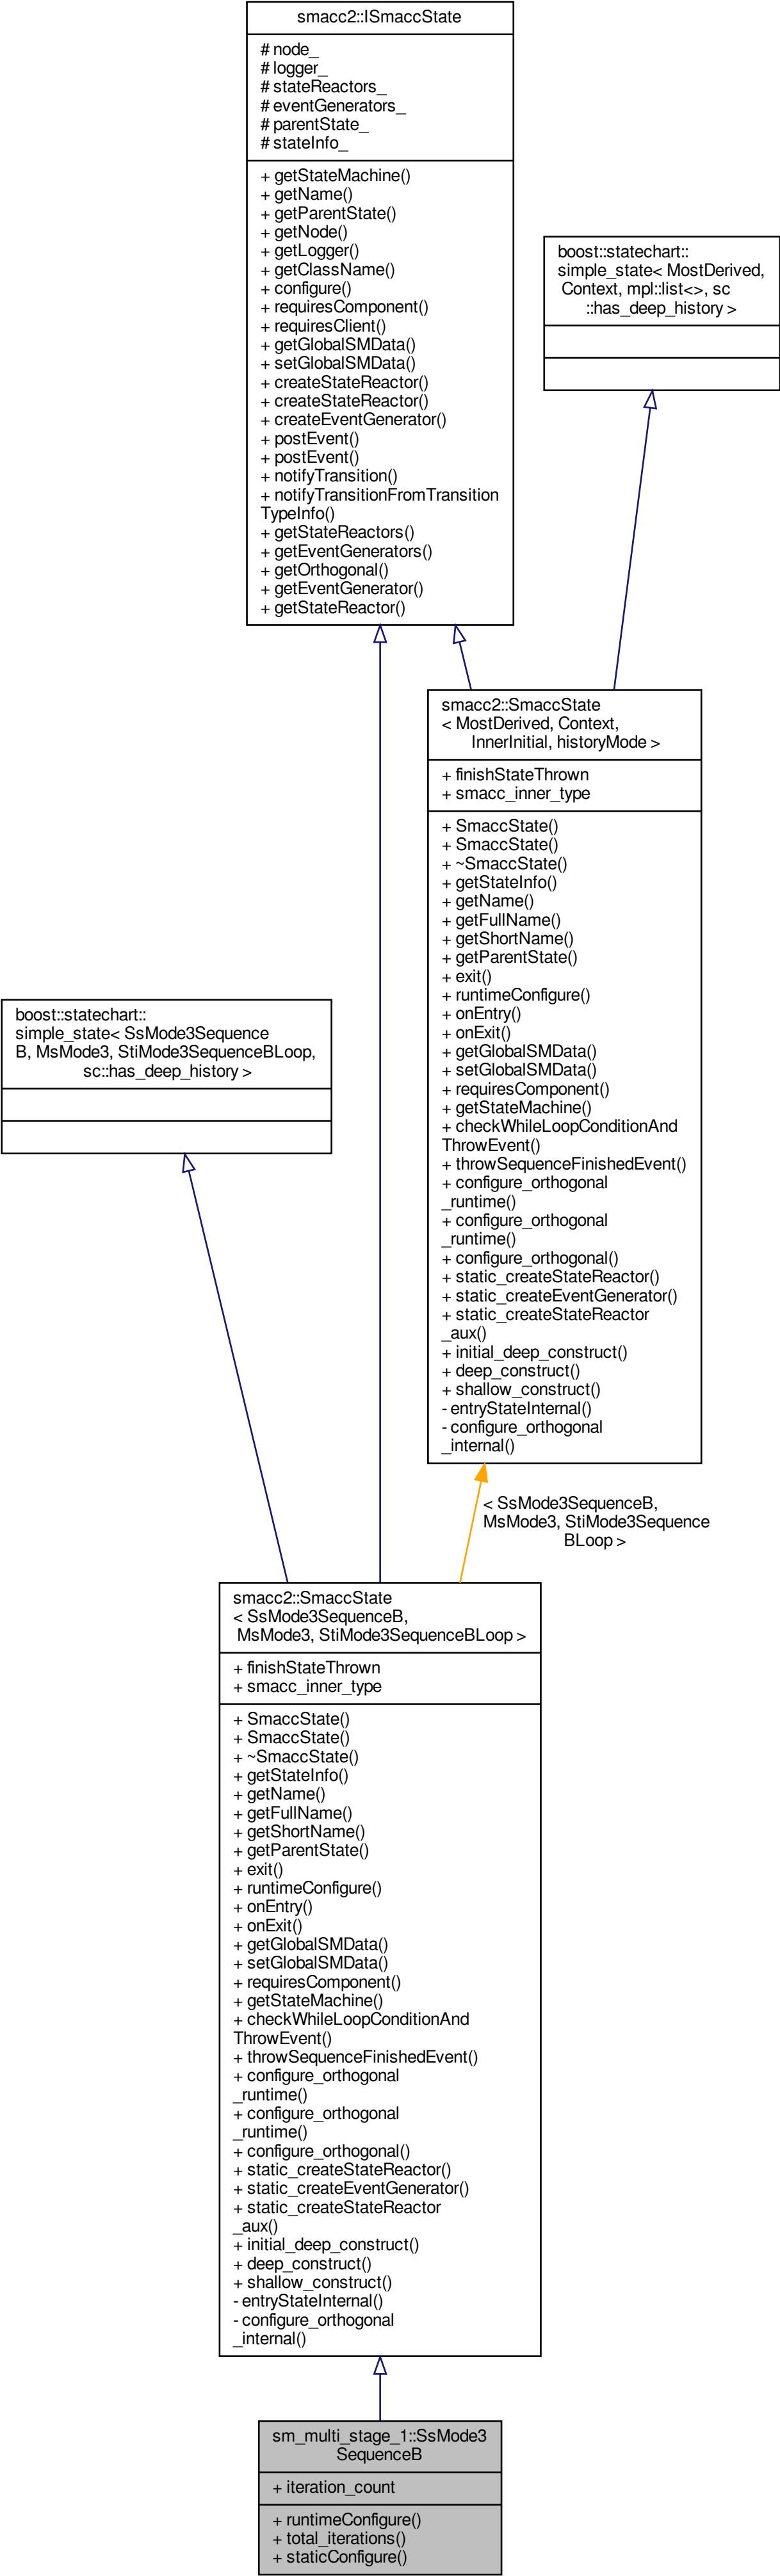 smacc2::ISmaccState
# node_
# logger_
# stateReactors_
# eventGenerators_
# parentState_
# stateInfo_
+ getStateMachine()
+ getName()
+ getParentState()
+ getNode()
+ getLogger()
+ getClassName()
+ configure()
+ requiresComponent()
+ requiresClient()
+ getGlobalSMData()
+ setGlobalSMData()
+ createStateReactor()
+ createStateReactor()
+ createEventGenerator()
+ postEvent()
+ postEvent()
+ notifyTransition()
+ notifyTransitionFromTransition
TypeInfo()
+ getStateReactors()
+ getEventGenerators()
+ getOrthogonal()
+ getEventGenerator()
+ getStateReactor()
boost::statechart::
simple_state< MostDerived,
Context, mpl::list<>, sc
::has_deep_history >
smacc2::SmaccState
< MostDerived, Context,
InnerInitial, historyMode >
+ finishStateThrown
+ smacc_inner_type
+ SmaccState()
+ SmaccState()
+ ~SmaccState()
+ getStateInfo()
+ getName()
+ getFullName()
+ getShortName()
+ getParentState()
+ exit()
+ runtimeConfigure()
+ onEntry()
+ onExit()
+ getGlobalSMData()
+ setGlobalSMData()
+ requiresComponent()
+ getStateMachine()
+ checkWhileLoopConditionAnd
ThrowEvent()
+ throwSequenceFinishedEvent()
+ configure_orthogonal
_runtime()
+ configure_orthogonal
_runtime()
+ configure_orthogonal()
+ static_createStateReactor()
+ static_createEventGenerator()
+ static_createStateReactor
_aux()
+ initial_deep_construct()
+ deep_construct()
+ shallow_construct()
- entryStateInternal()
- configure_orthogonal
_internal()
boost::statechart::
simple_state< SsMode3Sequence
B, MsMode3, StiMode3SequenceBLoop,
sc::has_deep_history >
< SsMode3SequenceB,
MsMode3, StiMode3Sequence
BLoop >
smacc2::SmaccState
< SsMode3SequenceB,
MsMode3, StiMode3SequenceBLoop >
+ finishStateThrown
+ smacc_inner_type
+ SmaccState()
+ SmaccState()
+ ~SmaccState()
+ getStateInfo()
+ getName()
+ getFullName()
+ getShortName()
+ getParentState()
+ exit()
+ runtimeConfigure()
+ onEntry()
+ onExit()
+ getGlobalSMData()
+ setGlobalSMData()
+ requiresComponent()
+ getStateMachine()
+ checkWhileLoopConditionAnd
ThrowEvent()
+ throwSequenceFinishedEvent()
+ configure_orthogonal
_runtime()
+ configure_orthogonal
_runtime()
+ configure_orthogonal()
+ static_createStateReactor()
+ static_createEventGenerator()
+ static_createStateReactor
_aux()
+ initial_deep_construct()
+ deep_construct()
+ shallow_construct()
- entryStateInternal()
- configure_orthogonal
_internal()
sm_multi_stage_1::SsMode3
SequenceB
+ iteration_count
+ runtimeConfigure()
+ total_iterations()
+ staticConfigure()